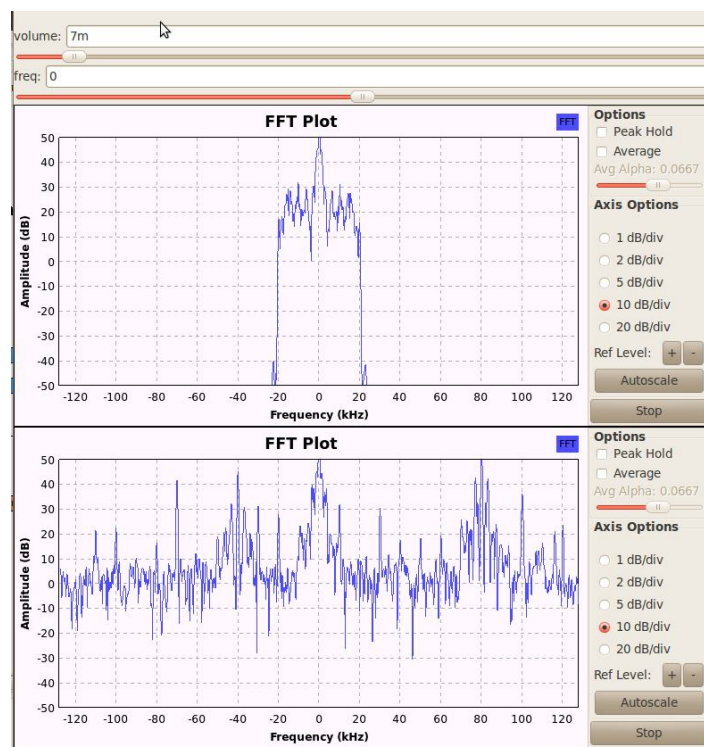 volume: 7m
freq: 0
FFT Plot
FFT
Amplitude (dB)
50
40
30
20
10
0
-10
-20
-30
-40
-50
-120 -100 -80 -60 -40 -20 0 20 40 60 80 100 120
Frequency (kHz)
Options
Peak Hold
Average
Avg Alpha: 0.0667
Axis Options
1 dB/div
2 dB/div
5 dB/div
10 dB/div
20 dB/div
Ref Level: + -
Autoscale
Stop
FFT Plot
FFT
Amplitude (dB)
50
40
30
20
10
0
-10
-20
-30
-40
-50
-120 -100 -80 -60 -40 -20 0 20 40 60 80 100 120
Frequency (kHz)
Options
Peak Hold
Average
Avg Alpha: 0.0667
Axis Options
1 dB/div
2 dB/div
5 dB/div
10 dB/div
20 dB/div
Ref Level: + -
Autoscale
Stop